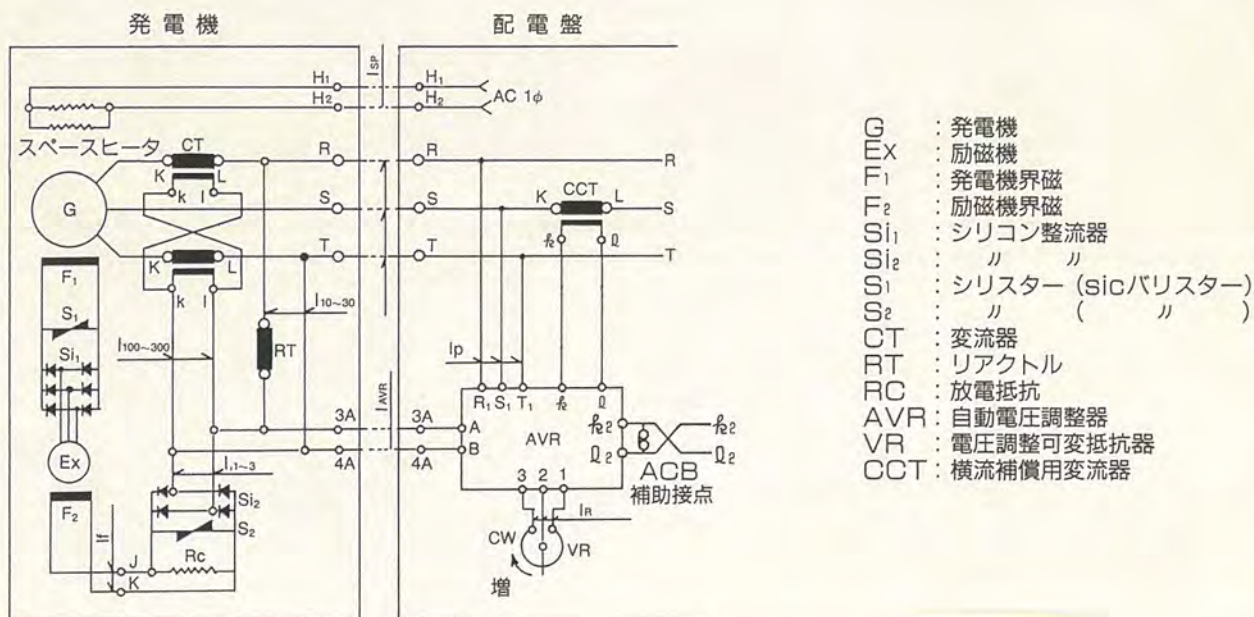 発電機
配電盤
H₁
H₂
I_SP
H₁
H₂
AC 1φ
スペースヒータ
CT
K
L
k
l
R
S
T
R
S
T
K
CCT
L
R
S
T
k
l
G
K
L
k
l
F₁
S₁
Si₁
Ex
F₂
I₁₀~₃₀
I₁₀₀~₃₀₀
RT
Ip
I_AVR
R₁
S₁
T₁
k
l
3A
4A
3A
4A
A
B
AVR
k₂
l₂
k₂
l₂
ACB
補助接点
3
2
1
I_R
CW
VR
増
I,₁~₃
Si₂
S₂
Rc
If
J
K
G : 発電機
Ex : 励磁機
F₁ : 発電機界磁
F₂ : 励磁機界磁
Si₁ : シリコン整流器
Si₂ : 〃 〃
S₁ : シリスター (sicバリスター)
S₂ : 〃 ( 〃 )
CT : 変流器
RT : リアクトル
RC : 放電抵抗
AVR : 自動電圧調整器
VR : 電圧調整可変抵抗器
CCT : 横流補償用変流器